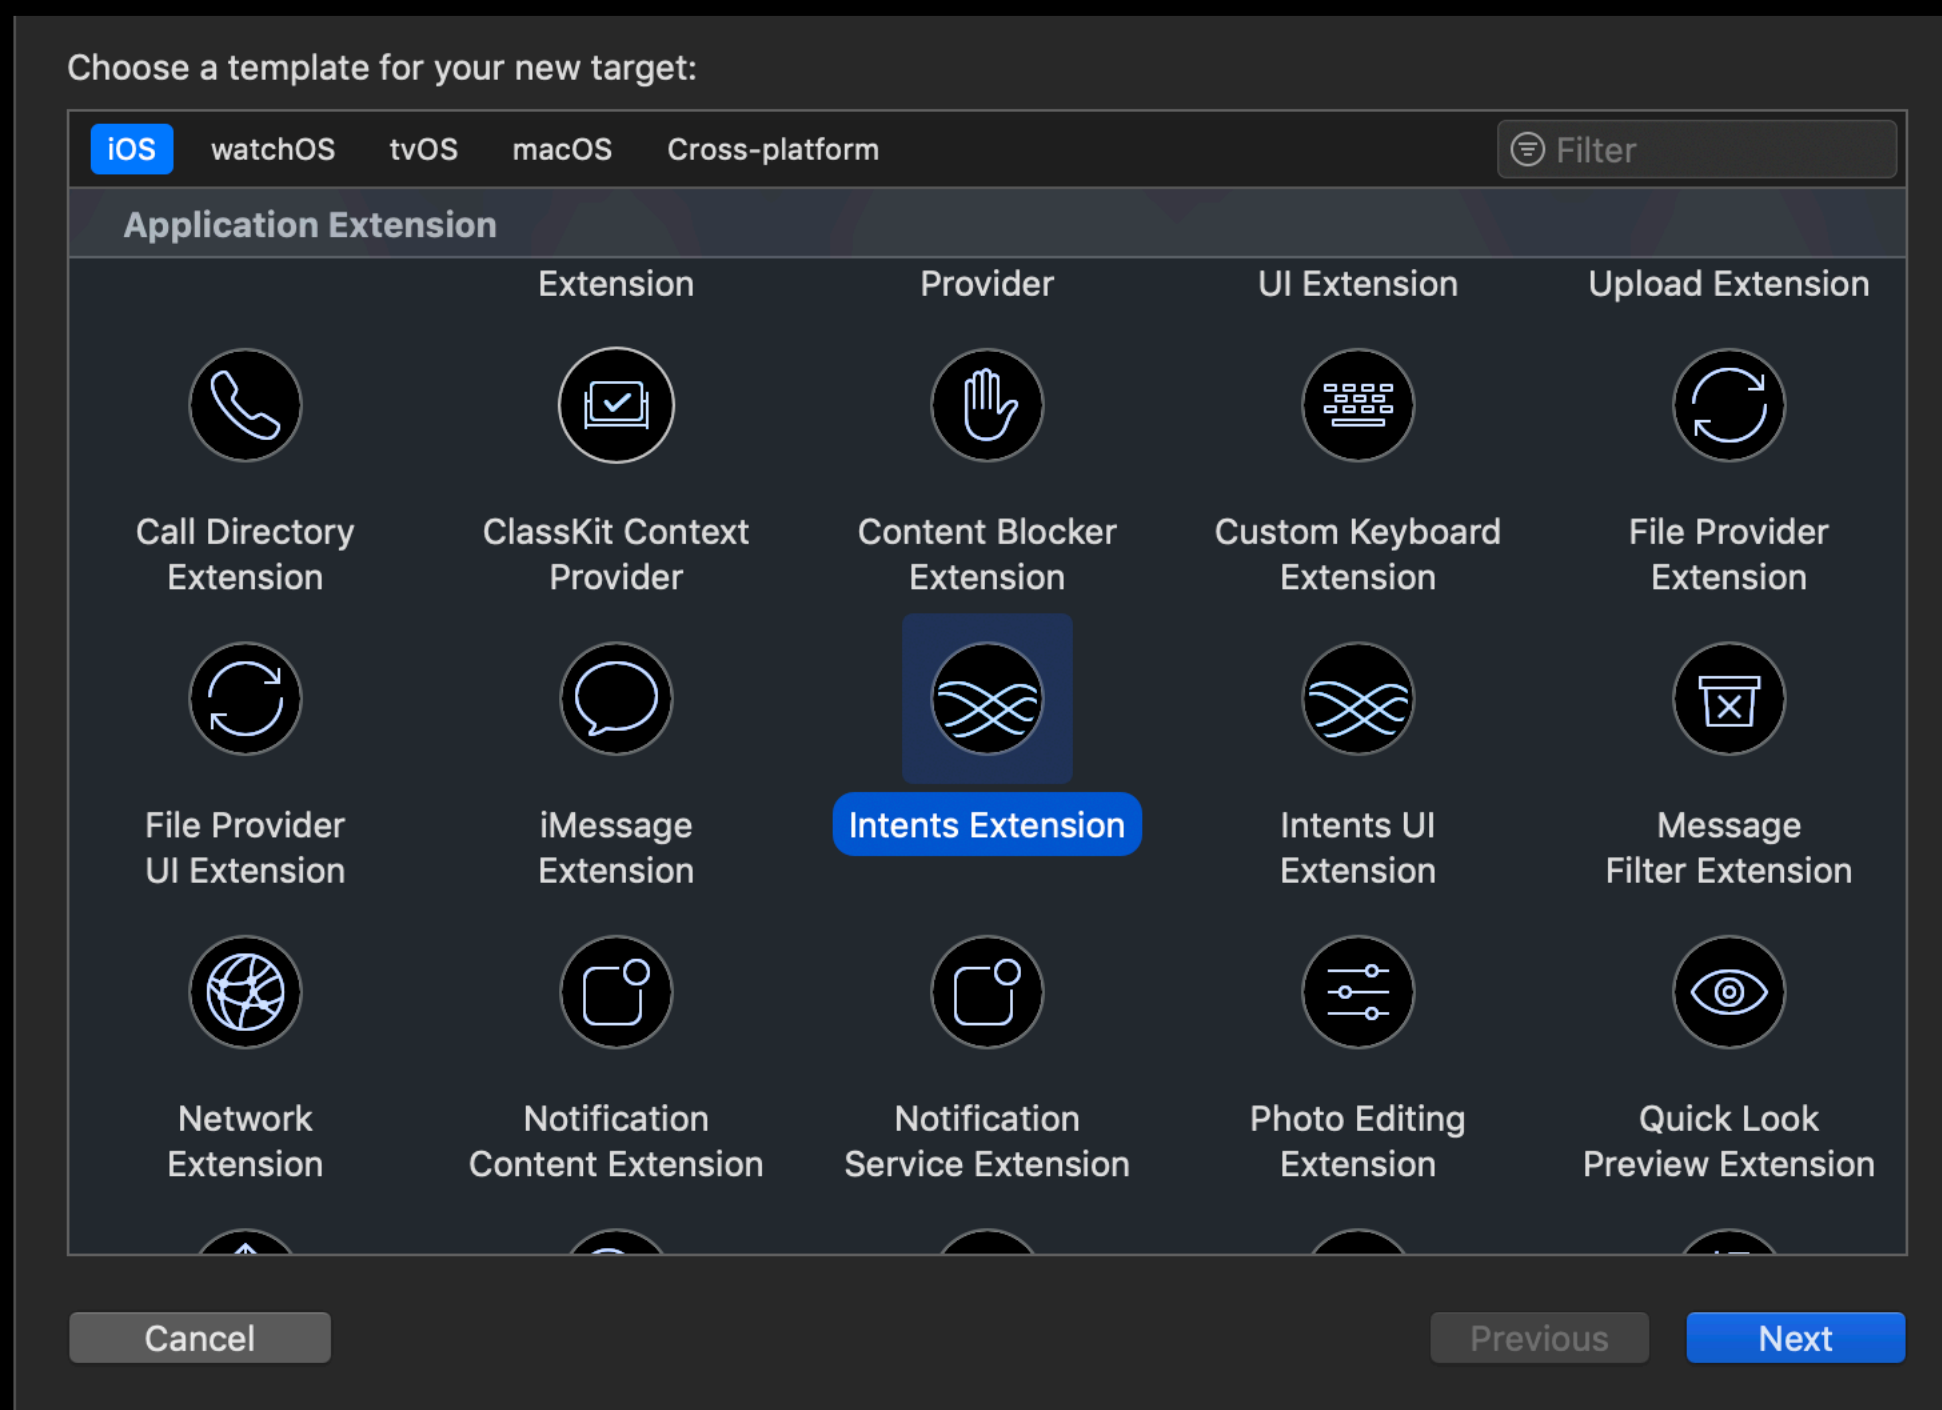 Choose a template for your new target:
iOS watchOS tvOS macOS Cross-platform Filter
Application Extension
Extension Provider UI Extension Upload Extension
Call Directory Extension
ClassKit Context Provider
Content Blocker Extension
Custom Keyboard Extension
File Provider Extension
File Provider UI Extension
iMessage Extension
Intents Extension
Intents UI Extension
Message Filter Extension
Network Extension
Notification Content Extension
Notification Service Extension
Photo Editing Extension
Quick Look Preview Extension
Cancel Previous Next